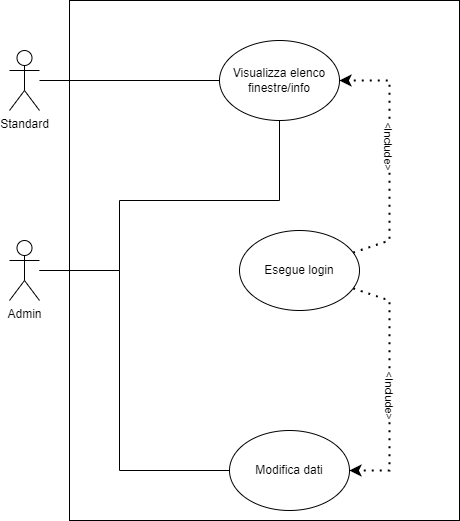 Visualizza elenco
finestre/info
Standard
<Include>
Esegue login
Admin
<Include>
Modifica dati